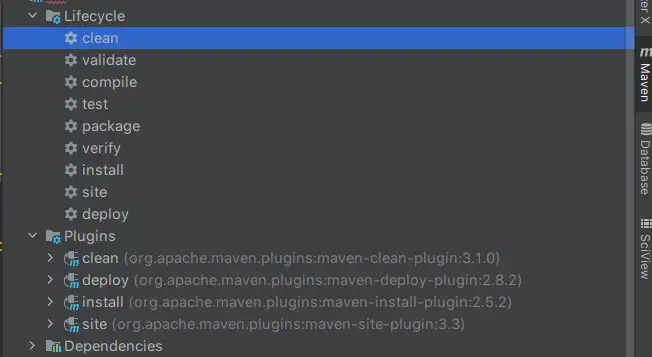 Lifecycle
clean
validate
compile
test
package
verify
install
site
deploy
Plugins
clean (org.apache.maven.plugins:maven-clean-plugin:3.1.0)
deploy (org.apache.maven.plugins:maven-deploy-plugin:2.8.2)
install (org.apache.maven.plugins:maven-install-plugin:2.5.2)
site (org.apache.maven.plugins:maven-site-plugin:3.3)
Dependencies
X
Maven
Database
SciView